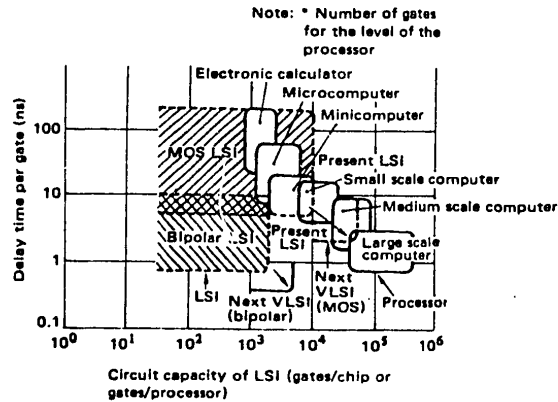 Note: * Number of gates
for the level of the
processor
Electronic calculator
Microcomputer
Minicomputer
Present LSI
Small scale computer
Medium scale computer
Large scale
computer
Processor
MOS LSI
Bipolar LSI
Present
LSI
LSI
Next VLSI
(bipolar)
Next
VLSI
(MOS)
Delay time per gate (ns)
100
10
1
0.1
10⁰ 10¹ 10² 10³ 10⁴ 10⁵ 10⁶
Circuit capacity of LSI (gates/chip or
gates/processor)